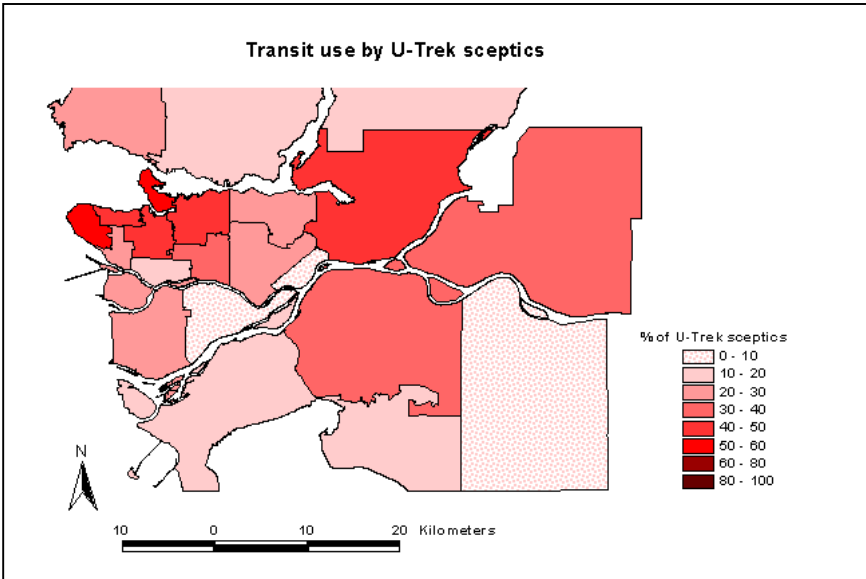 Transit use by U-Trek sceptics
% of U-Trek sceptics
0 - 10
10 - 20
20 - 30
30 - 40
40 - 50
50 - 60
60 - 80
80 - 100
N
10 0 10 20 Kilometers